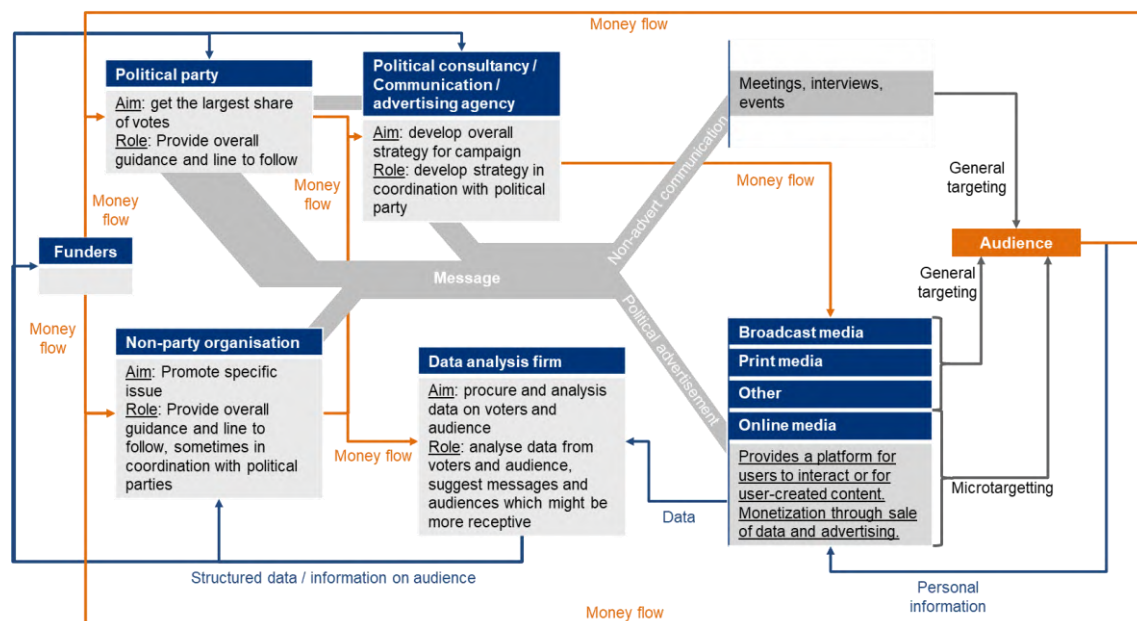 Money flow
Political party
Aim: get the largest share
of votes
Role: Provide overall
guidance and line to follow
Political consultancy /
Communication /
advertising agency
Aim: develop overall
strategy for campaign
Role: develop strategy in
coordination with political
party
Meetings, interviews,
events
Money
flow
Money
flow
Money flow
Non-advert communication
General
targeting
Funders
Message
Audience
General
targeting
Money
flow
Political advertisement
Non-party organisation
Aim: Promote specific
issue
Role: Provide overall
guidance and line to
follow, sometimes in
coordination with political
parties
Money flow
Data analysis firm
Aim: procure and analysis
data on voters and
audience
Role: analyse data from
voters and audience,
suggest messages and
audiences which might be
more receptive
Data
Broadcast media
Print media
Other
Online media
Provides a platform for
users to interact or for
user-created content.
Monetization through sale
of data and advertising.
Microtargetting
Structured data / information on audience
Personal
information
Money flow